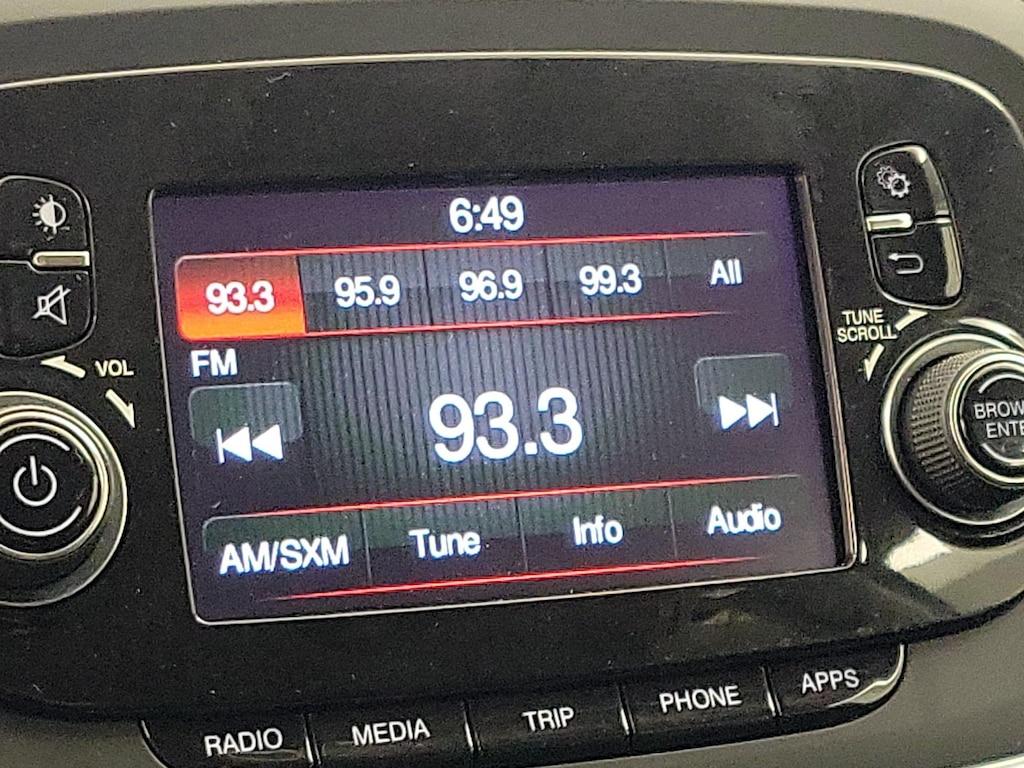 6:49
93.3 95.9 96.9 99.3 All
FM
93.3
AM/SXM Tune Info Audio
VOL
TUNE
SCROLL
ENTE
RADIO MEDIA TRIP PHONE APPS